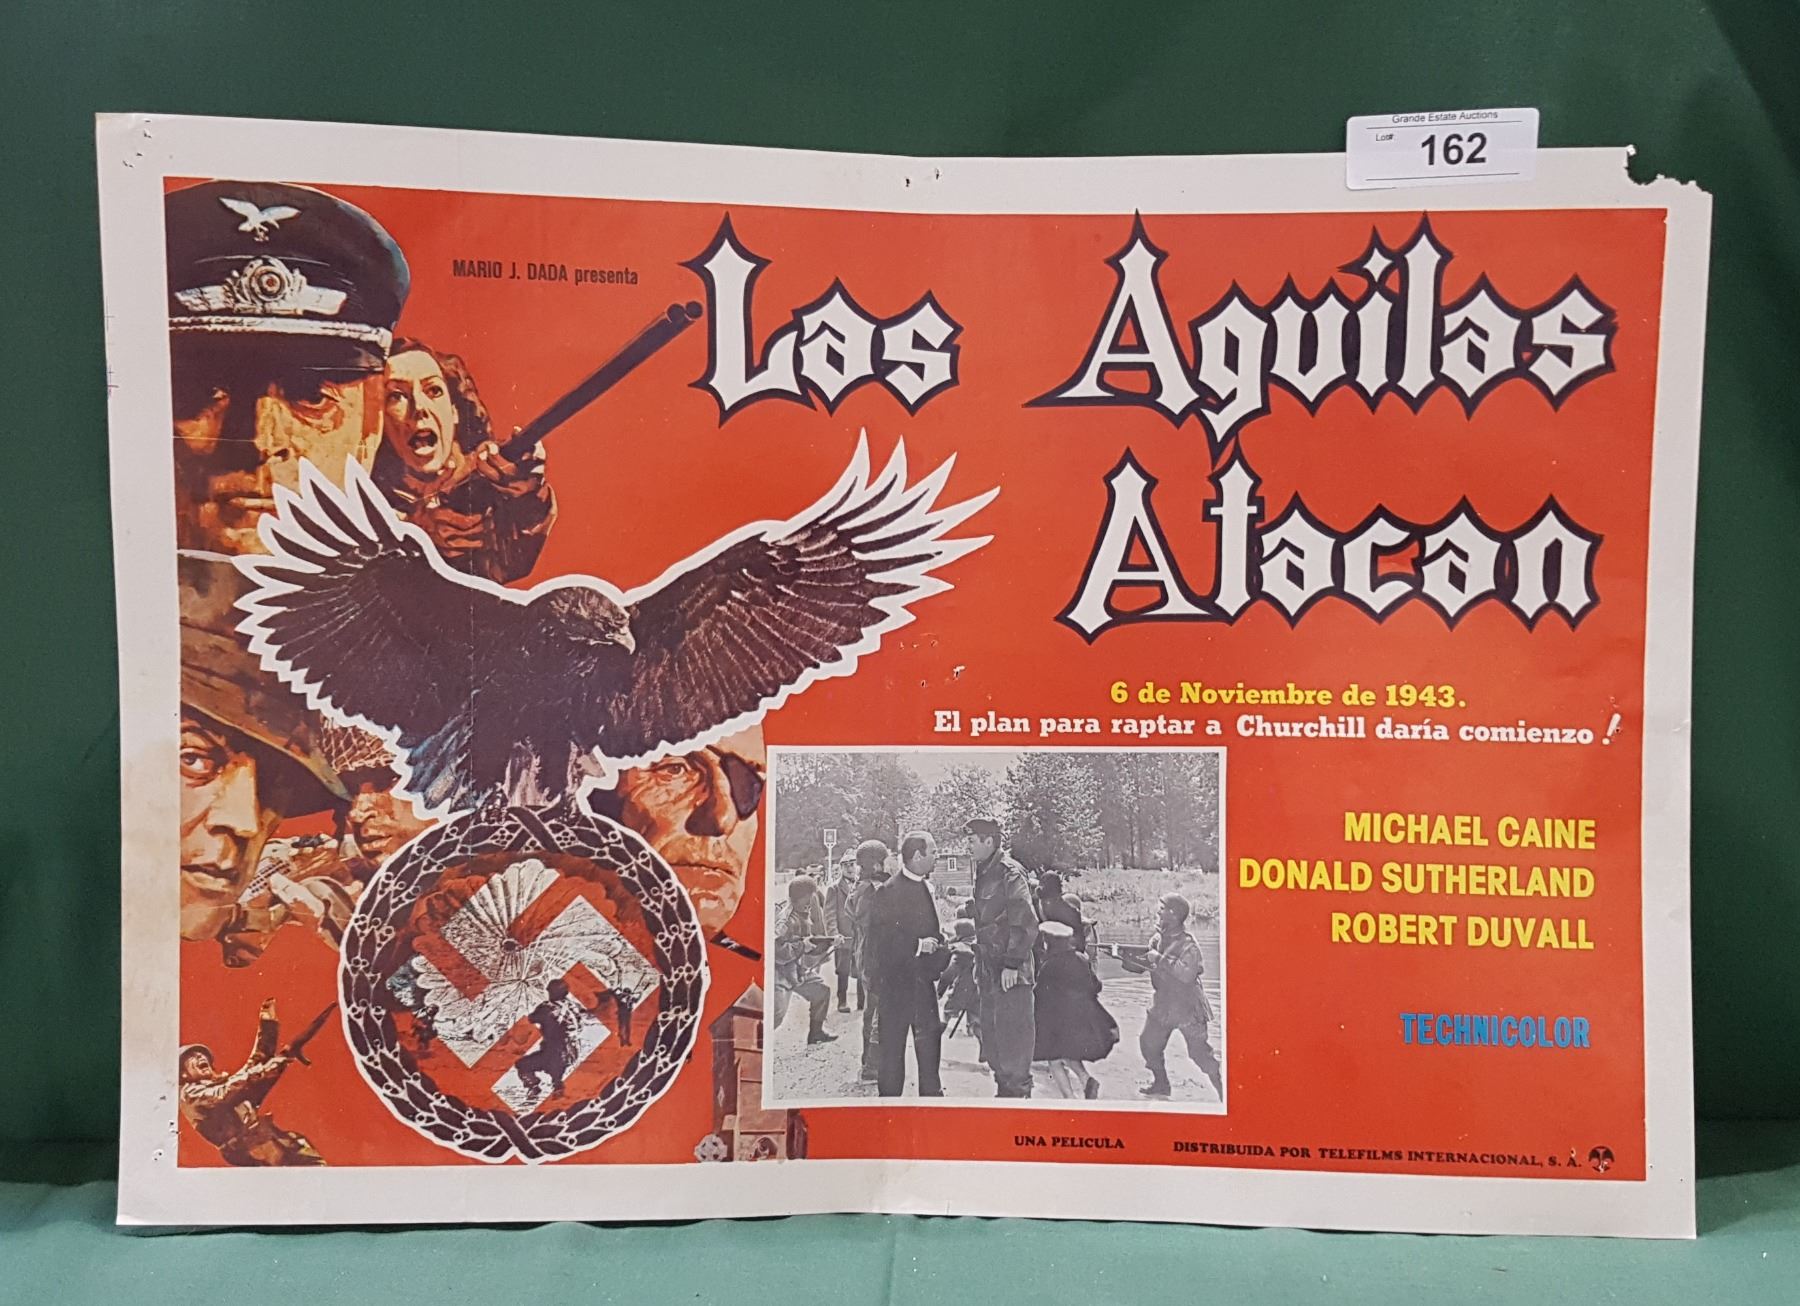 Grande Estate Auctions
Lot#:
162
MARIO J. DADA presenta
Las Aguilas
Atacan
6 de Noviembre de 1943.
El plan para raptar a Churchill daría comienzo!
MICHAEL CAINE
DONALD SUTHERLAND
ROBERT DUVALL
TECHNICOLOR
UNA PELICULA DISTRIBUIDA POR TELEFILMS INTERNACIONAL, S. A.